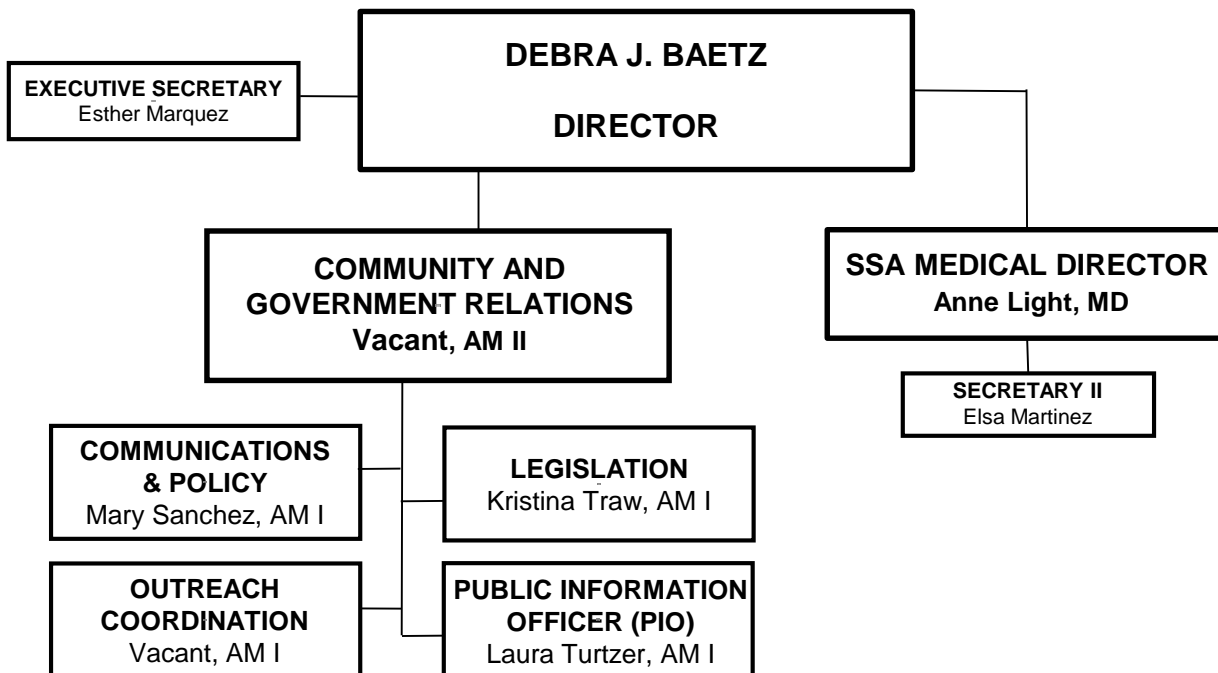 DEBRA J. BAETZ
DIRECTOR
EXECUTIVE SECRETARY
Esther Marquez
COMMUNITY AND
GOVERNMENT RELATIONS
Vacant, AM II
SSA MEDICAL DIRECTOR
Anne Light, MD
SECRETARY II
Elsa Martinez
COMMUNICATIONS
& POLICY
Mary Sanchez, AM I
LEGISLATION
Kristina Traw, AM I
OUTREACH
COORDINATION
Vacant, AM I
PUBLIC INFORMATION
OFFICER (PIO)
Laura Turtzer, AM I